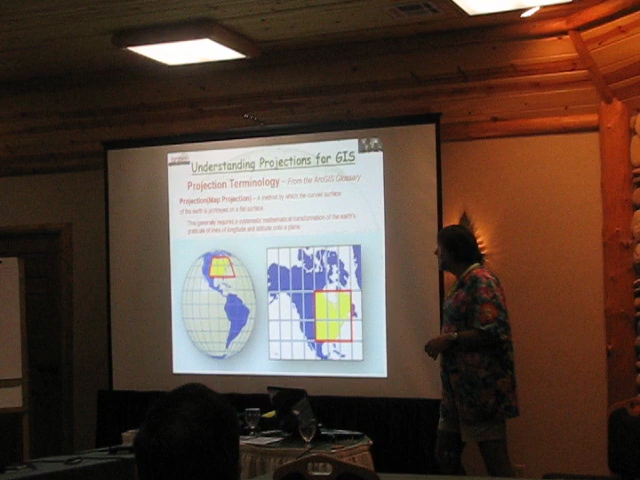 Understanding Projections for GIS
Projection Terminology - From the ArcGIS Glossary
Projection(Map Projection) - A method by which the curved surface
of the earth is portrayed on a flat surface.
This generally requires a systematic mathematical transformation of the earth's
graticule of lines of longitude and latitude onto a plane.